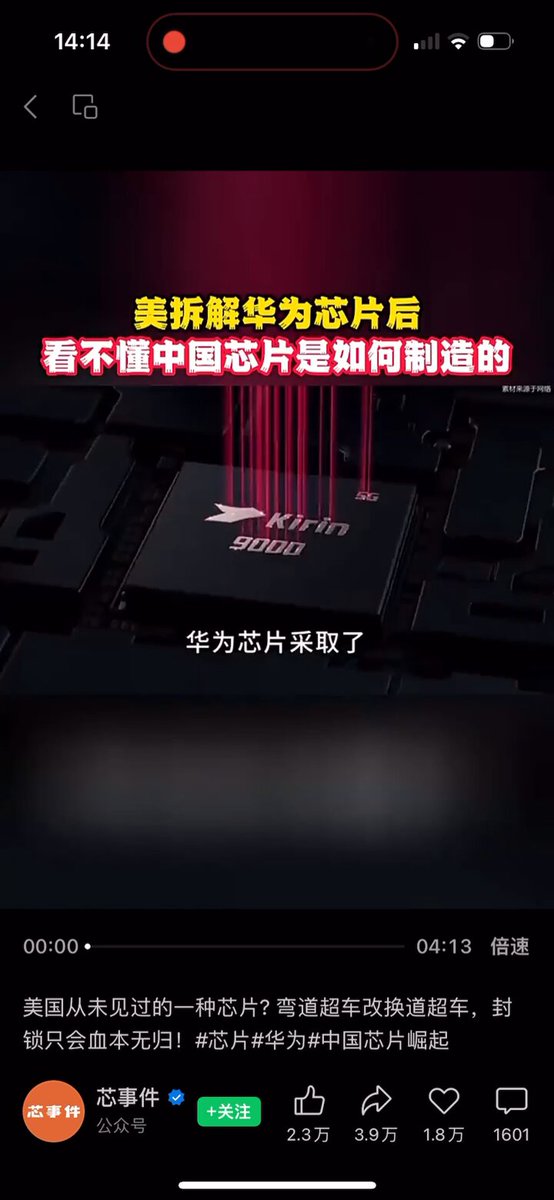 14:14
美拆解华为芯片后
看不懂中国芯片是如何制造的
素材来源于网络
5G
Kirin
9000
华为芯片采取了
00:00
04:13
倍速
美国从未见过的一种芯片？弯道超车改换道超车，封
锁只会血本无归！#芯片#华为#中国芯片崛起
芯事件
芯事件
公众号
+关注
2.3万
3.9万
1.8万
1601